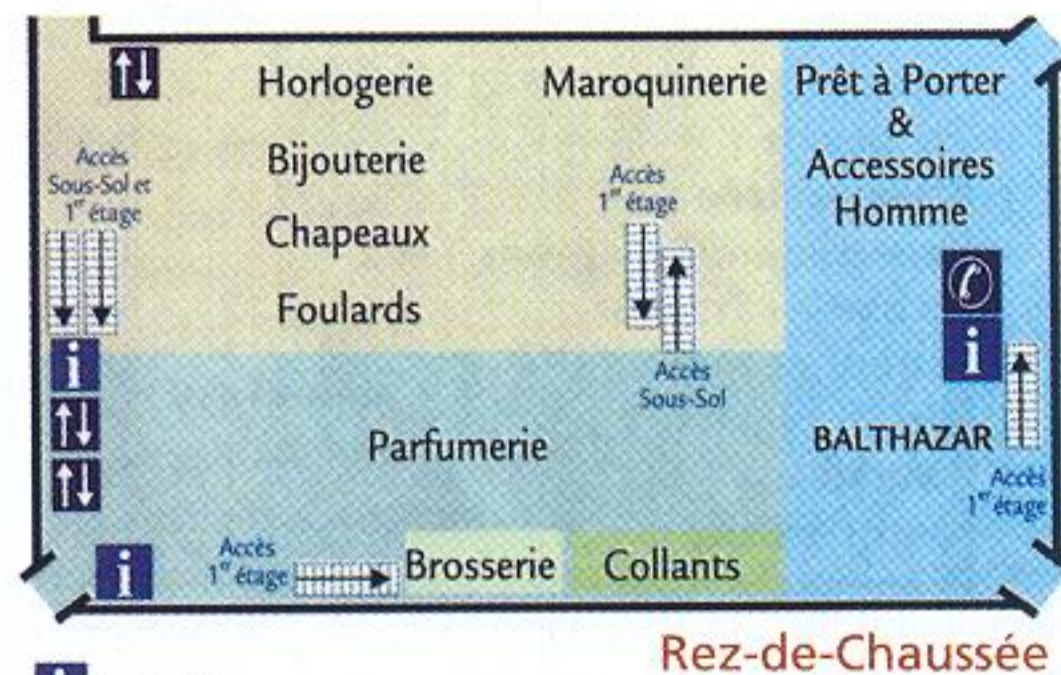 Horlogerie
Maroquinerie
Prêt à Porter
&
Accessoires
Homme
Accès
Sous-Sol et
1er étage
Bijouterie
Chapeaux
Foulards
Accès
1er étage
Accès
Sous-Sol
i
i
Parfumerie
BALTHAZAR
Accès
1er étage
i
Accès
1er étage
Brosserie
Collants
Rez-de-Chaussée
i